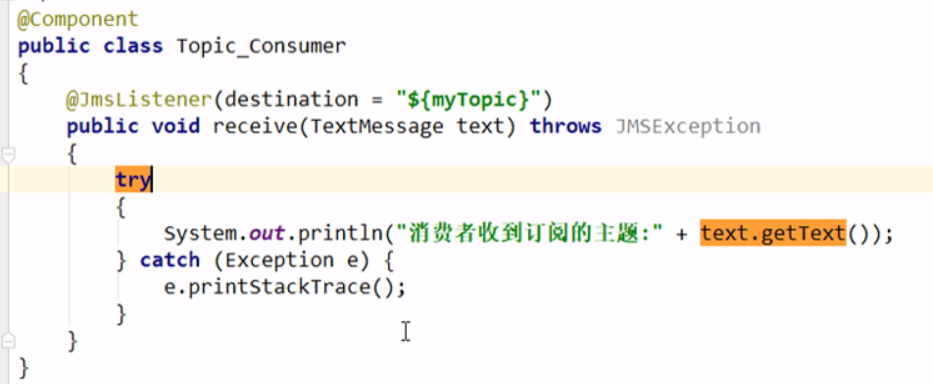 @Component
public class Topic_Consumer
{
    @JmsListener(destination = "${myTopic}")
    public void receive(TextMessage text) throws JMSException
    {
        try
        {
            System.out.println("消费者收到订阅的主题:" + text.getText());
        } catch (Exception e) {
            e.printStackTrace();
        }
    }
}